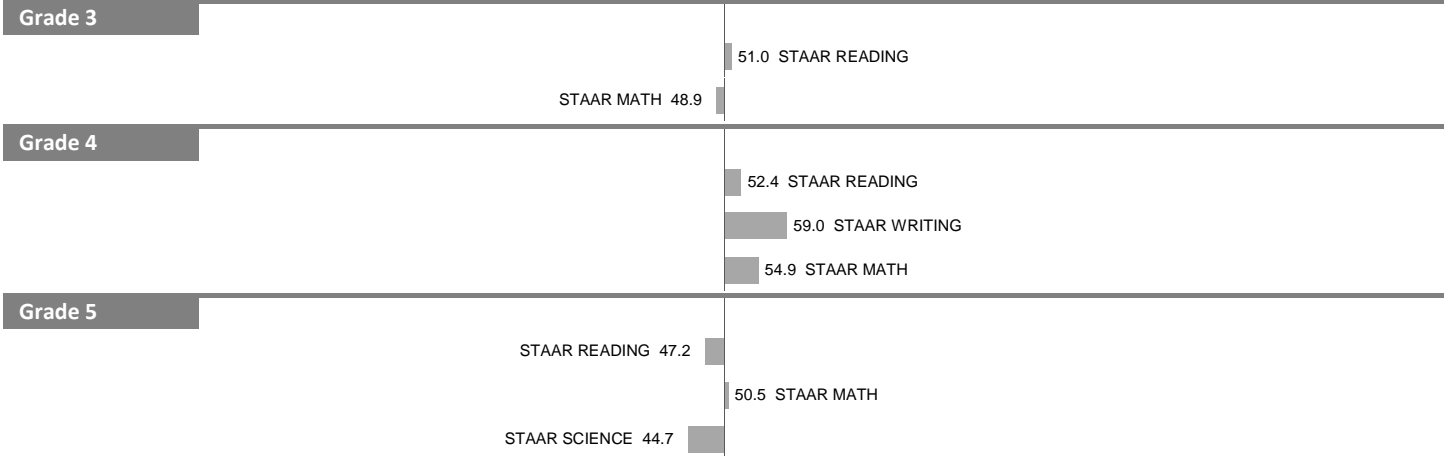 Grade 3
51.0 STAAR READING
STAAR MATH 48.9
Grade 4
52.4 STAAR READING
59.0 STAAR WRITING
54.9 STAAR MATH
Grade 5
STAAR READING 47.2
50.5 STAAR MATH
STAAR SCIENCE 44.7